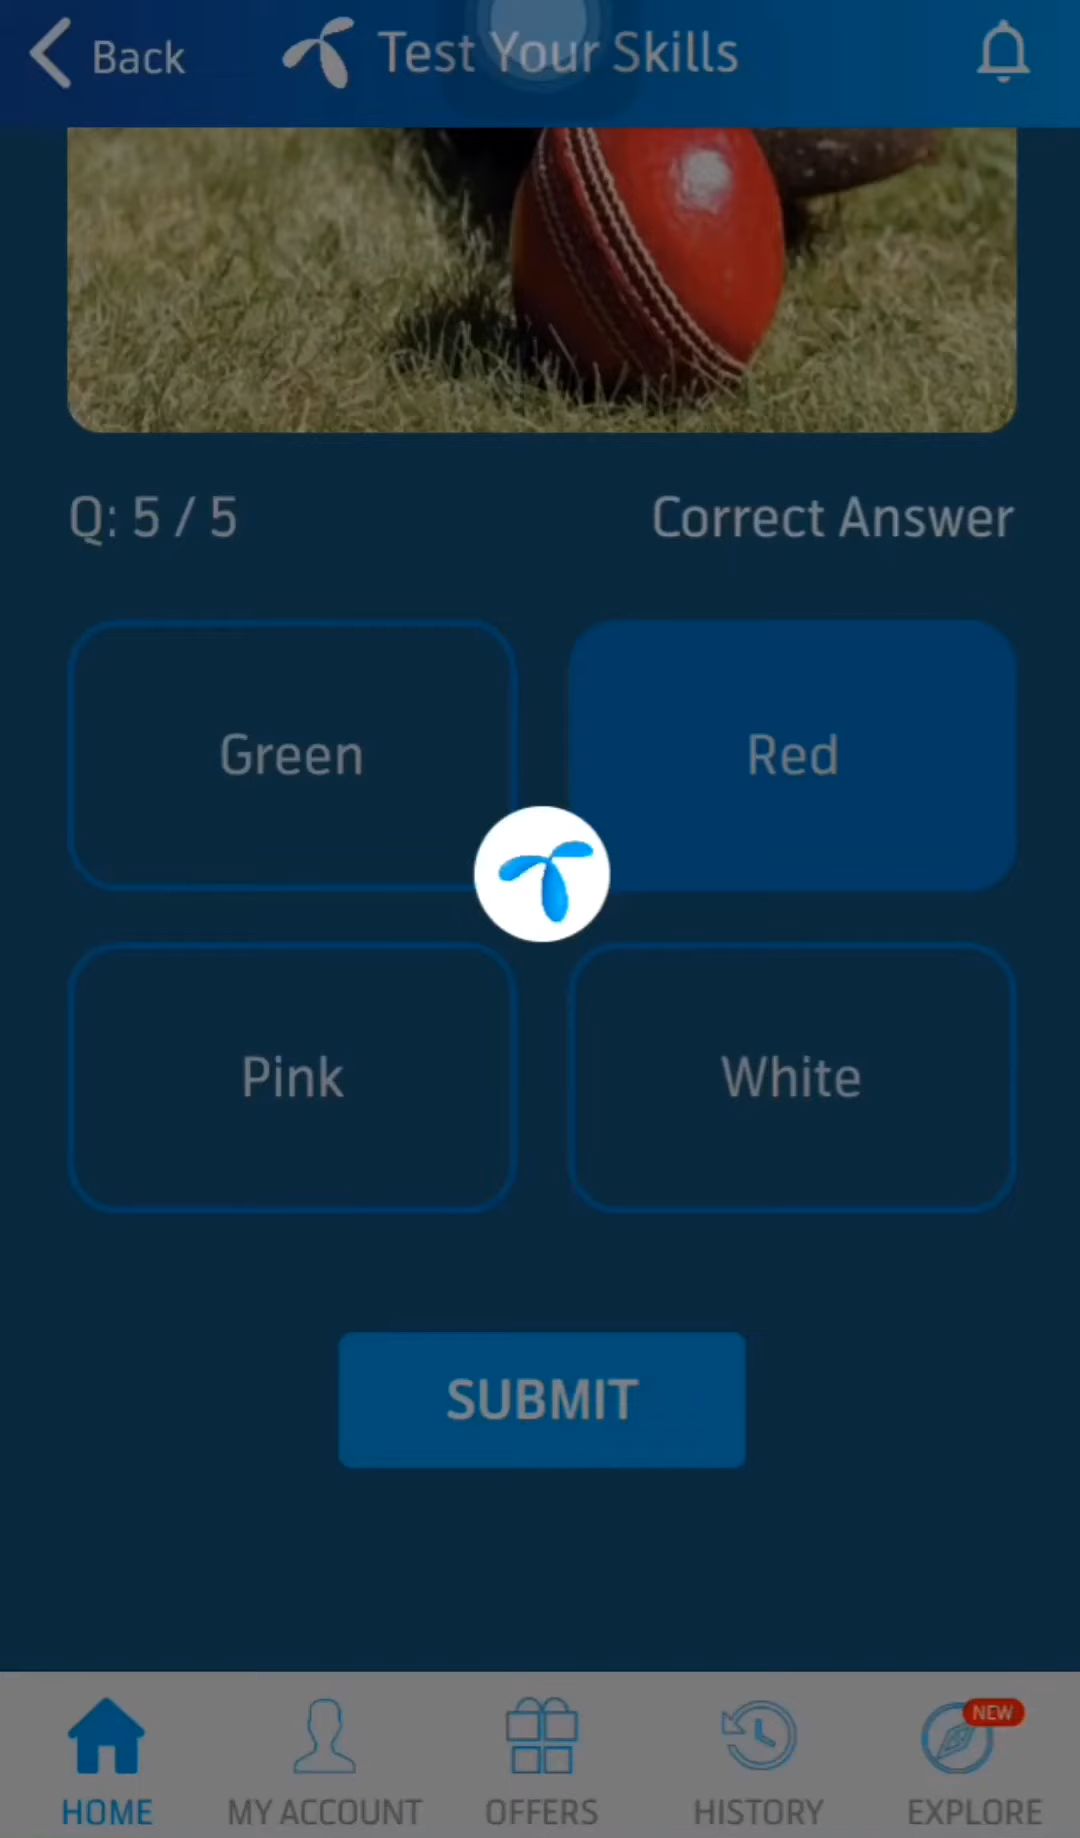 Back
Test Your Skills
Q: 5 / 5
Correct Answer
Green
Red
Pink
White
SUBMIT
NEW
HOME
MY ACCOUNT
OFFERS
HISTORY
EXPLORE